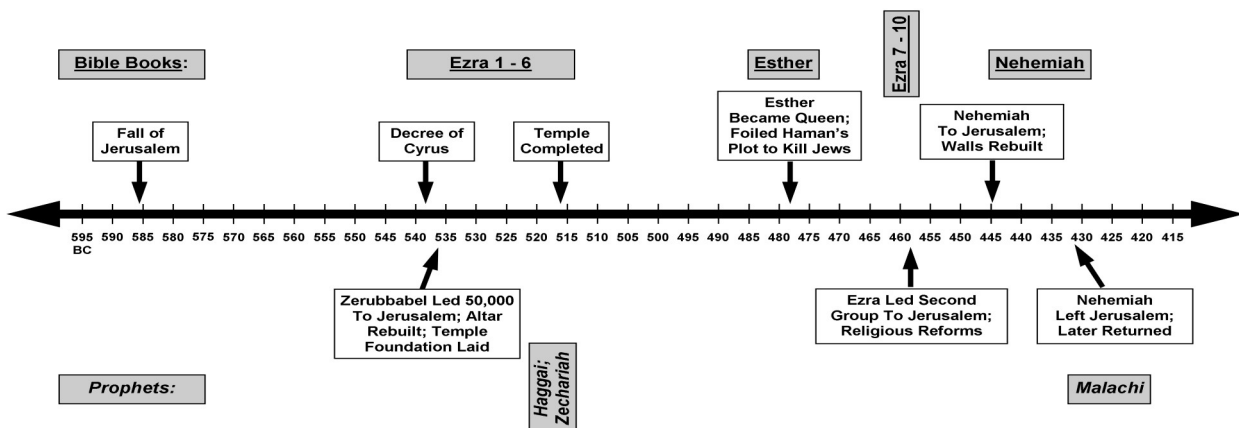 Bible Books:
Ezra 1 - 6
Esther
Ezra 7 - 10
Nehemiah
Fall of
Jerusalem
Decree of
Cyrus
Temple
Completed
Esther
Became Queen;
Foiled Haman's
Plot to Kill Jews
Nehemiah
To Jerusalem;
Walls Rebuilt
595 590 585 580 575 570 565 560 555 550 545 540 535 530 525 520 515 510 505 500 495 490 485 480 475 470 465 460 455 450 445 440 435 430 425 420 415
BC
Zerubbabel Led 50,000
To Jerusalem; Altar
Rebuilt; Temple
Foundation Laid
Ezra Led Second
Group To Jerusalem;
Religious Reforms
Nehemiah
Left Jerusalem;
Later Returned
Prophets:
Haggai;
Zechariah
Malachi